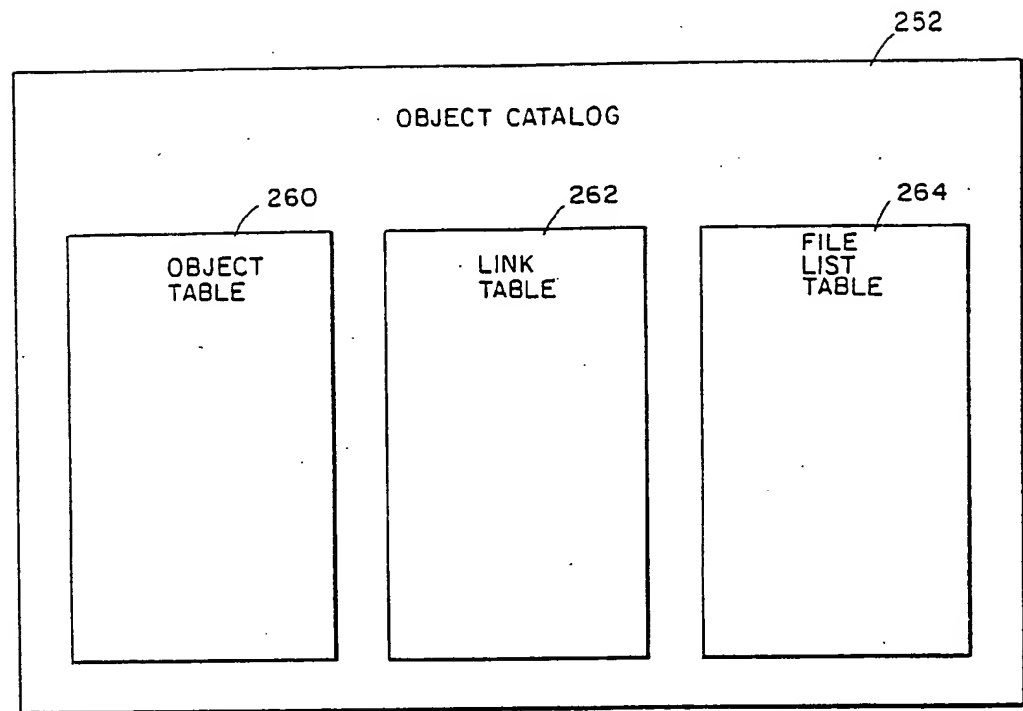 252
OBJECT CATALOG
260
262
264
OBJECT
TABLE
LINK
TABLE
FILE
LIST
TABLE